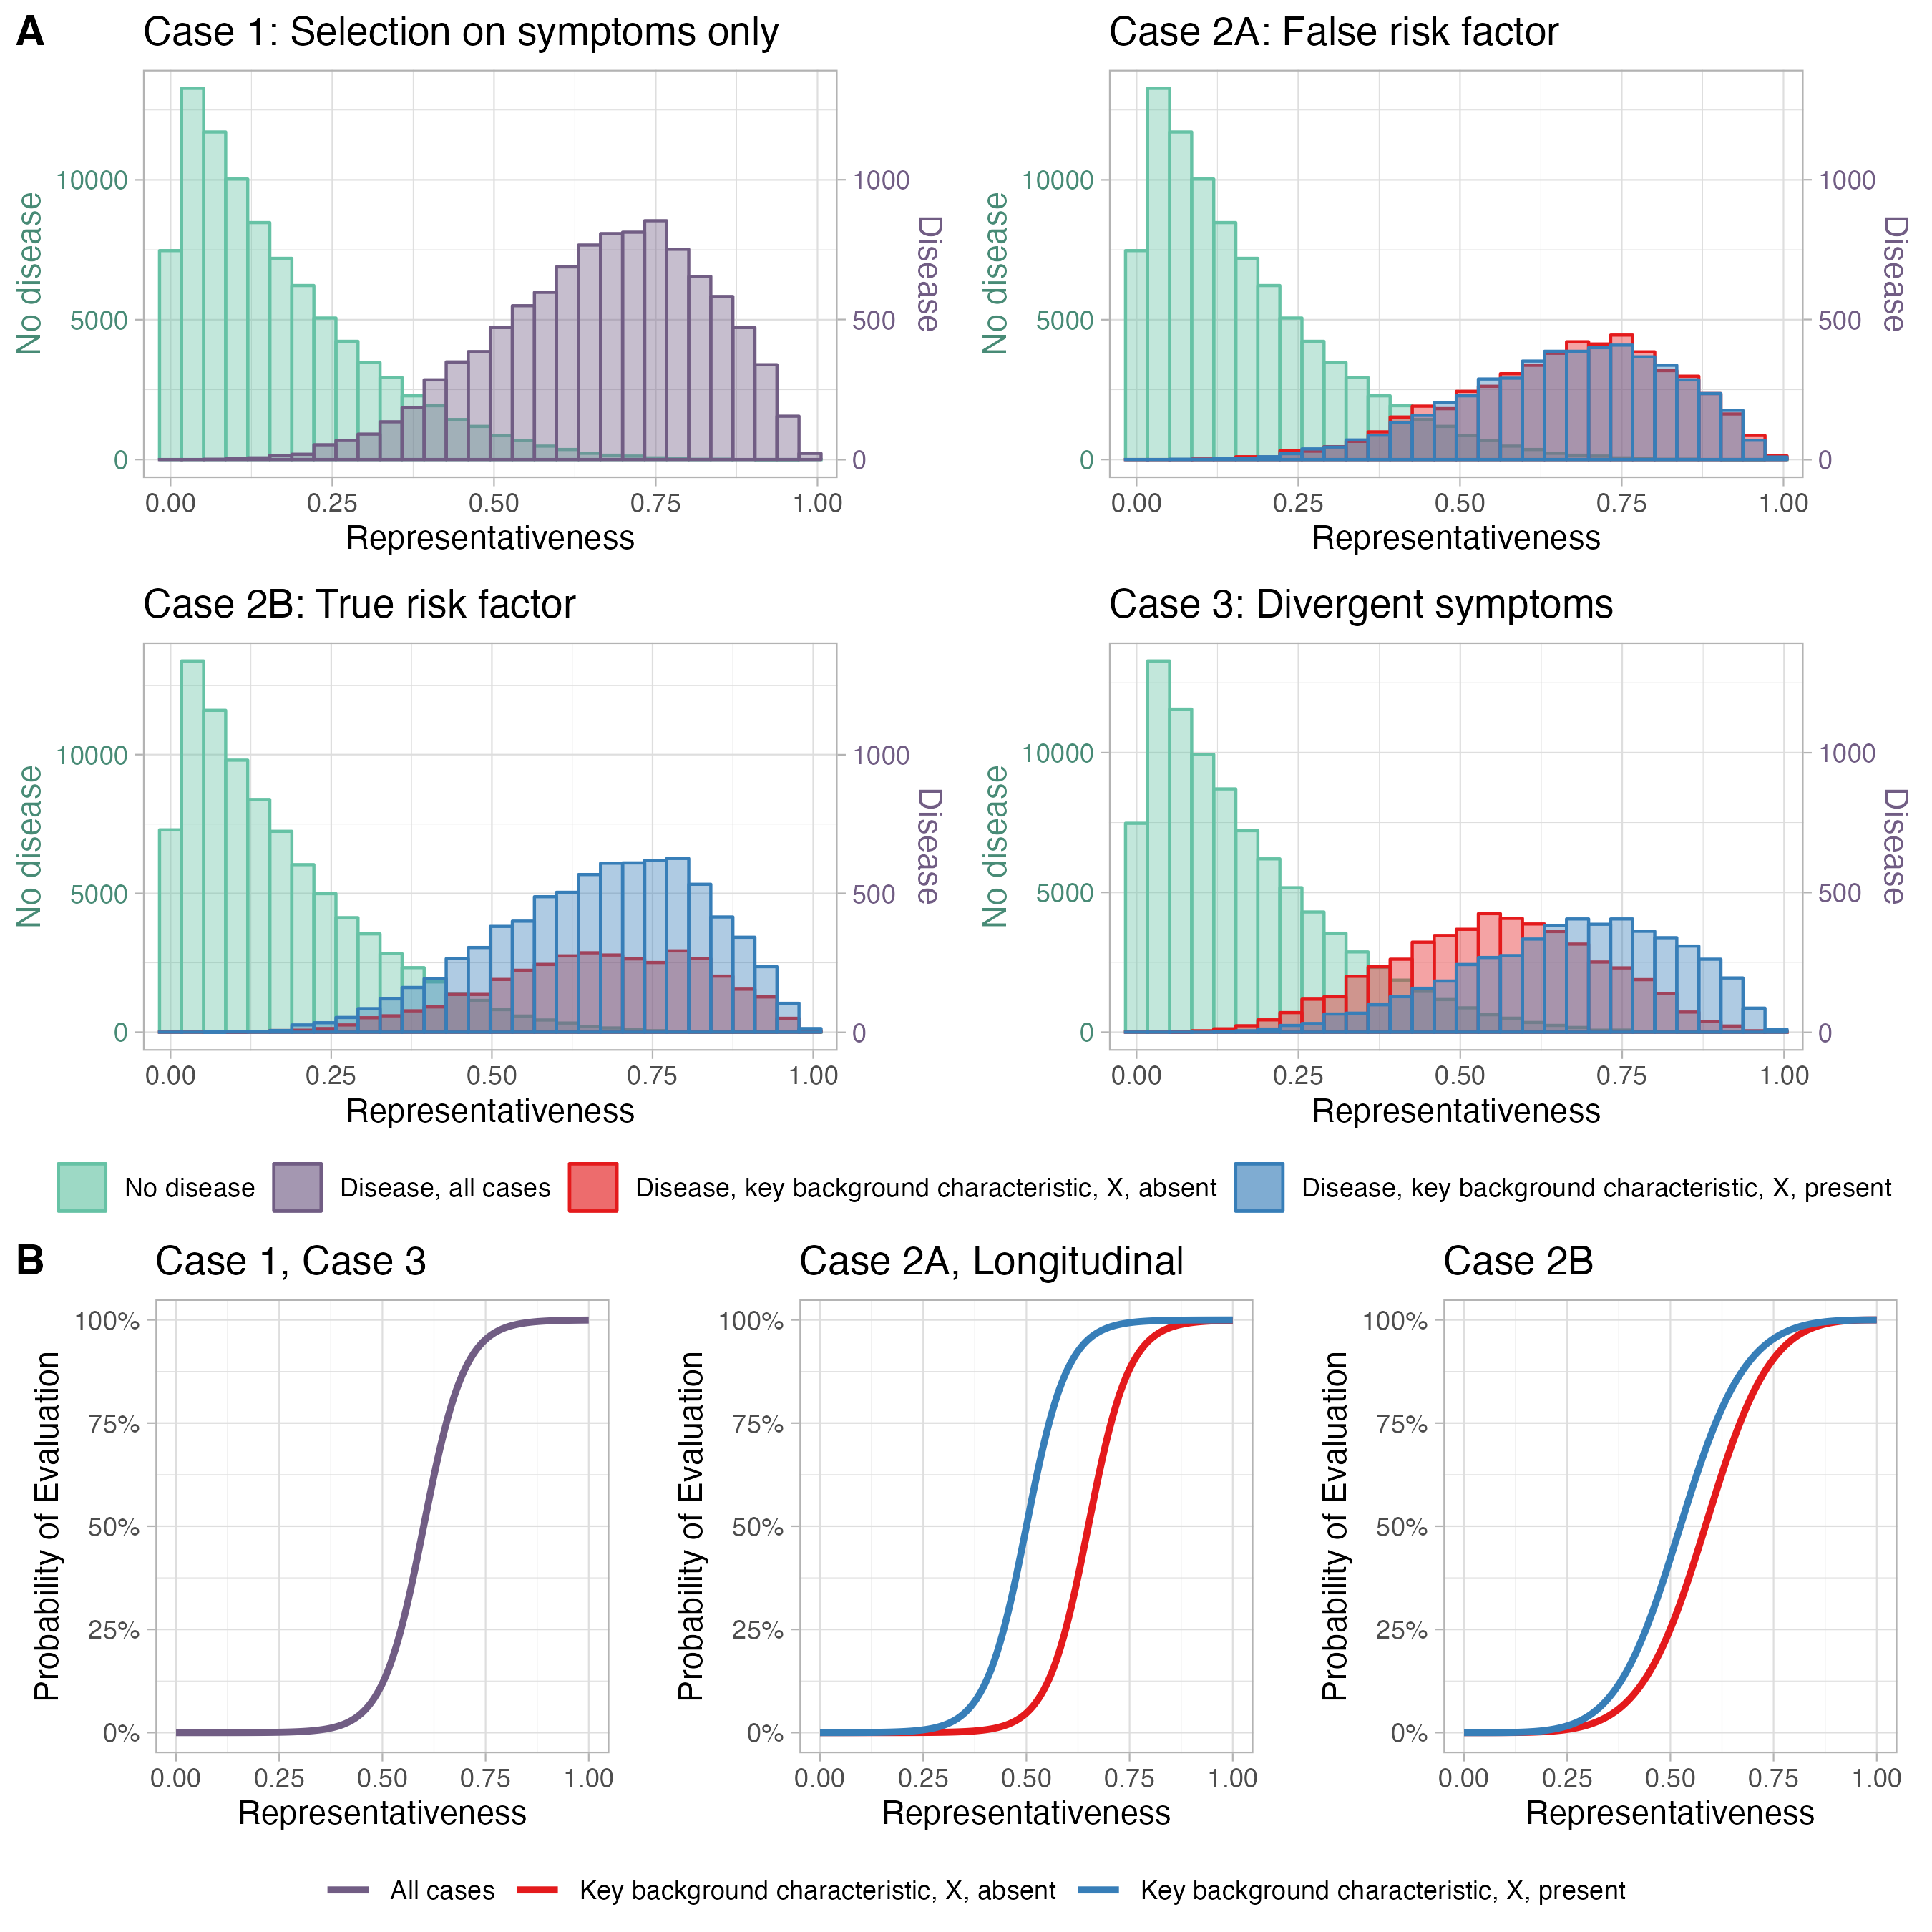 A
Case 1: Selection on symptoms only
No disease
10000
5000
0
1000
500
0
Disease
0.00 0.25 0.50 0.75 1.00
Representativeness
Case 2A: False risk factor
No disease
10000
5000
0
1000
500
0
Disease
0.00 0.25 0.50 0.75 1.00
Representativeness
Case 2B: True risk factor
No disease
10000
5000
0
1000
500
0
Disease
0.00 0.25 0.50 0.75 1.00
Representativeness
Case 3: Divergent symptoms
No disease
10000
5000
0
1000
500
0
Disease
0.00 0.25 0.50 0.75 1.00
Representativeness
No disease Disease, all cases Disease, key background characteristic, X, absent Disease, key background characteristic, X, present
B
Case 1, Case 3
Probability of Evaluation
100%
75%
50%
25%
0%
0.00 0.25 0.50 0.75 1.00
Representativeness
Case 2A, Longitudinal
Probability of Evaluation
100%
75%
50%
25%
0%
0.00 0.25 0.50 0.75 1.00
Representativeness
Case 2B
Probability of Evaluation
100%
75%
50%
25%
0%
0.00 0.25 0.50 0.75 1.00
Representativeness
All cases Key background characteristic, X, absent Key background characteristic, X, present